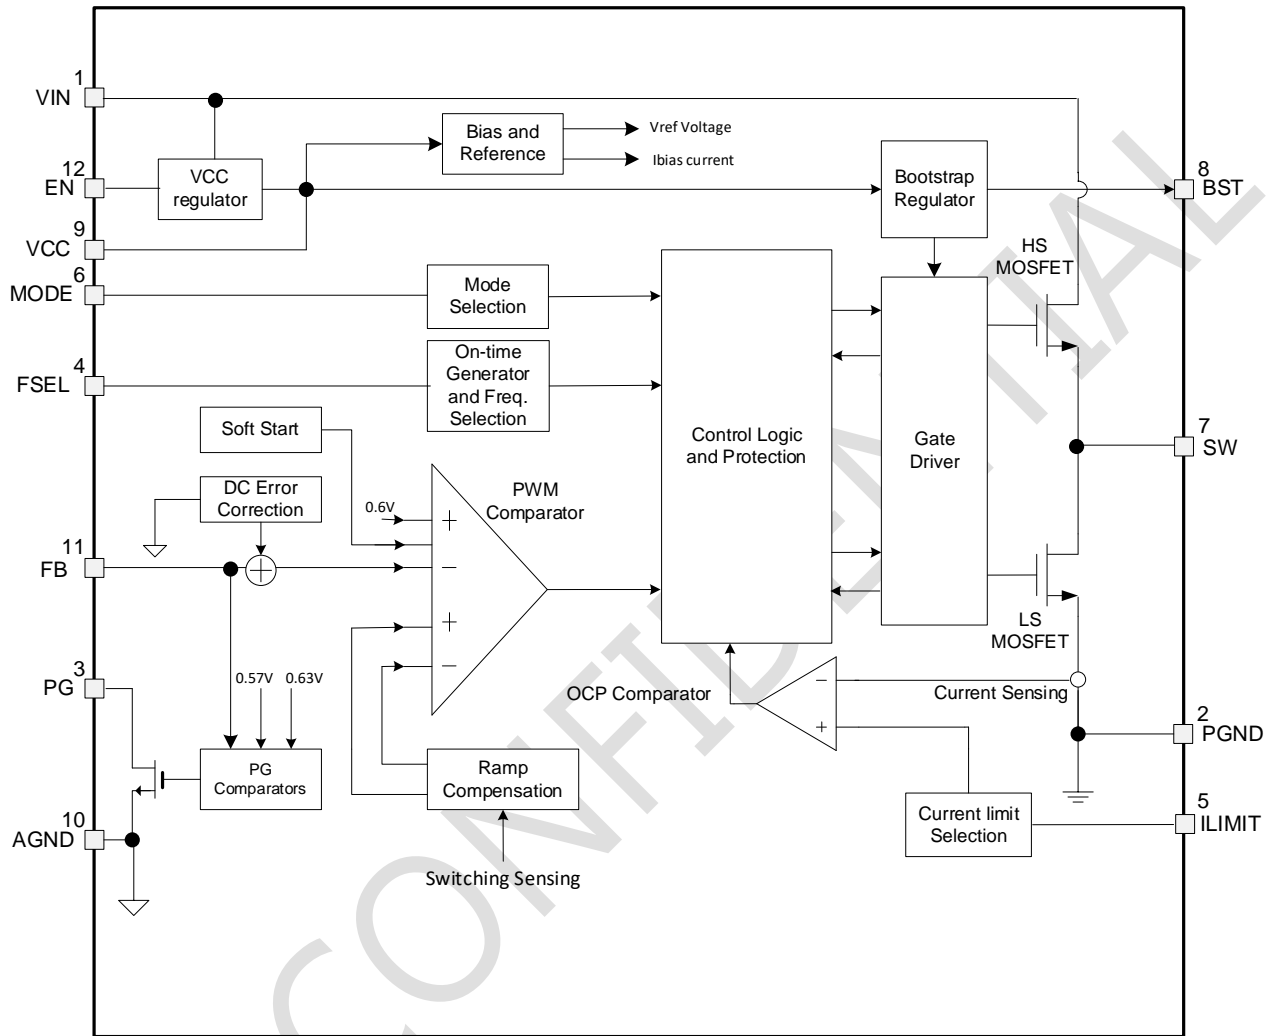 1
VIN
Bias and
Reference
Vref Voltage
Ibias current
12
EN
VCC
regulator
Bootstrap
Regulator
8
BST
9
VCC
HS
MOSFET
6
MODE
Mode
Selection
4
FSEL
On-time
Generator
and Freq.
Selection
Soft Start
Control Logic
and Protection
Gate
Driver
7
SW
DC Error
Correction
0.6V
PWM
Comparator
+
−
+
−
11
FB
+
LS
MOSFET
3
PG
0.57V
0.63V
OCP Comparator
−
+
Current Sensing
2
PGND
PG
Comparators
Ramp
Compensation
Current limit
Selection
5
ILIMIT
10
AGND
Switching Sensing
CONFIDENTIAL